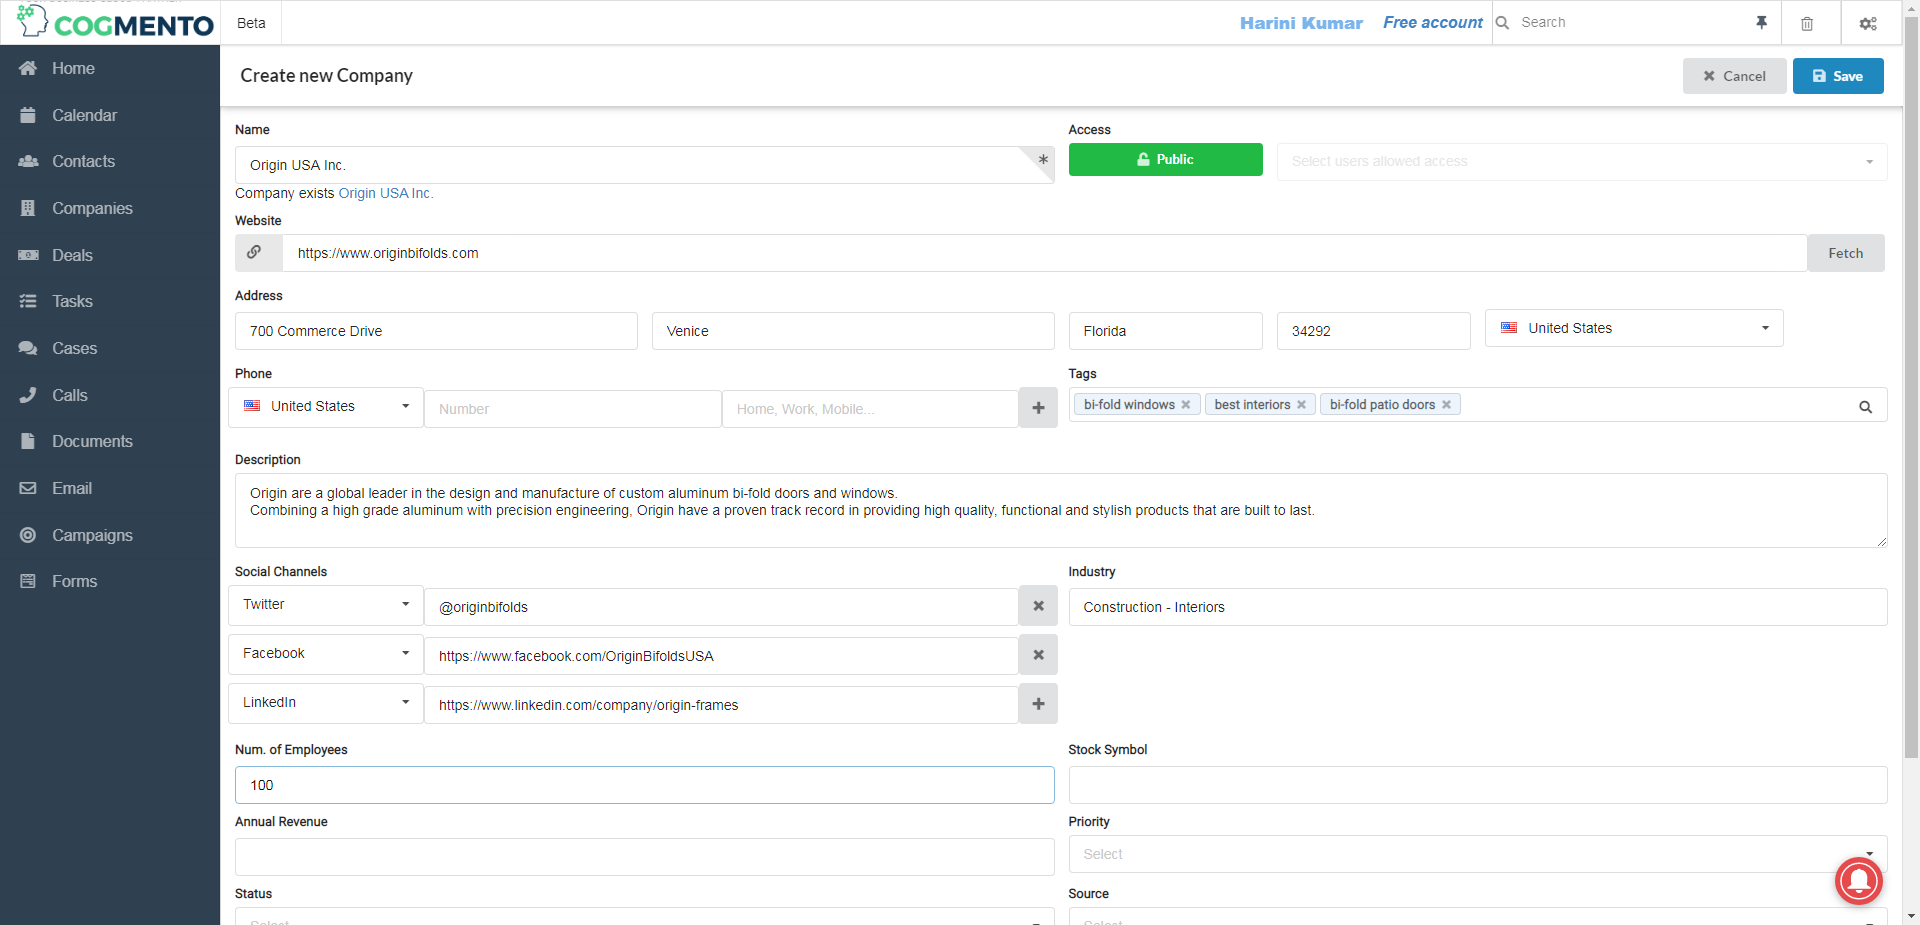 COGMENTO
Beta
Harini Kumar
Free account
Search
Home
Calendar
Contacts
Companies
Deals
Tasks
Cases
Calls
Documents
Email
Campaigns
Forms
Create new Company
Cancel
Save
Name
Origin USA Inc.
*
Company exists Origin USA Inc.
Access
Public
Select users allowed access
Website
https://www.originbifolds.com
Fetch
Address
700 Commerce Drive
Venice
Florida
34292
United States
Phone
United States
Number
Home, Work, Mobile...
Tags
bi-fold windows
best interiors
bi-fold patio doors
Description
Origin are a global leader in the design and manufacture of custom aluminum bi-fold doors and windows.
Combining a high grade aluminum with precision engineering, Origin have a proven track record in providing high quality, functional and stylish products that are built to last.
Social Channels
Twitter
@originbifolds
Facebook
https://www.facebook.com/OriginBifoldsUSA
LinkedIn
https://www.linkedin.com/company/origin-frames
Industry
Construction - Interiors
Num. of Employees
100
Stock Symbol
Annual Revenue
Priority
Select
Status
Select
Source
Select